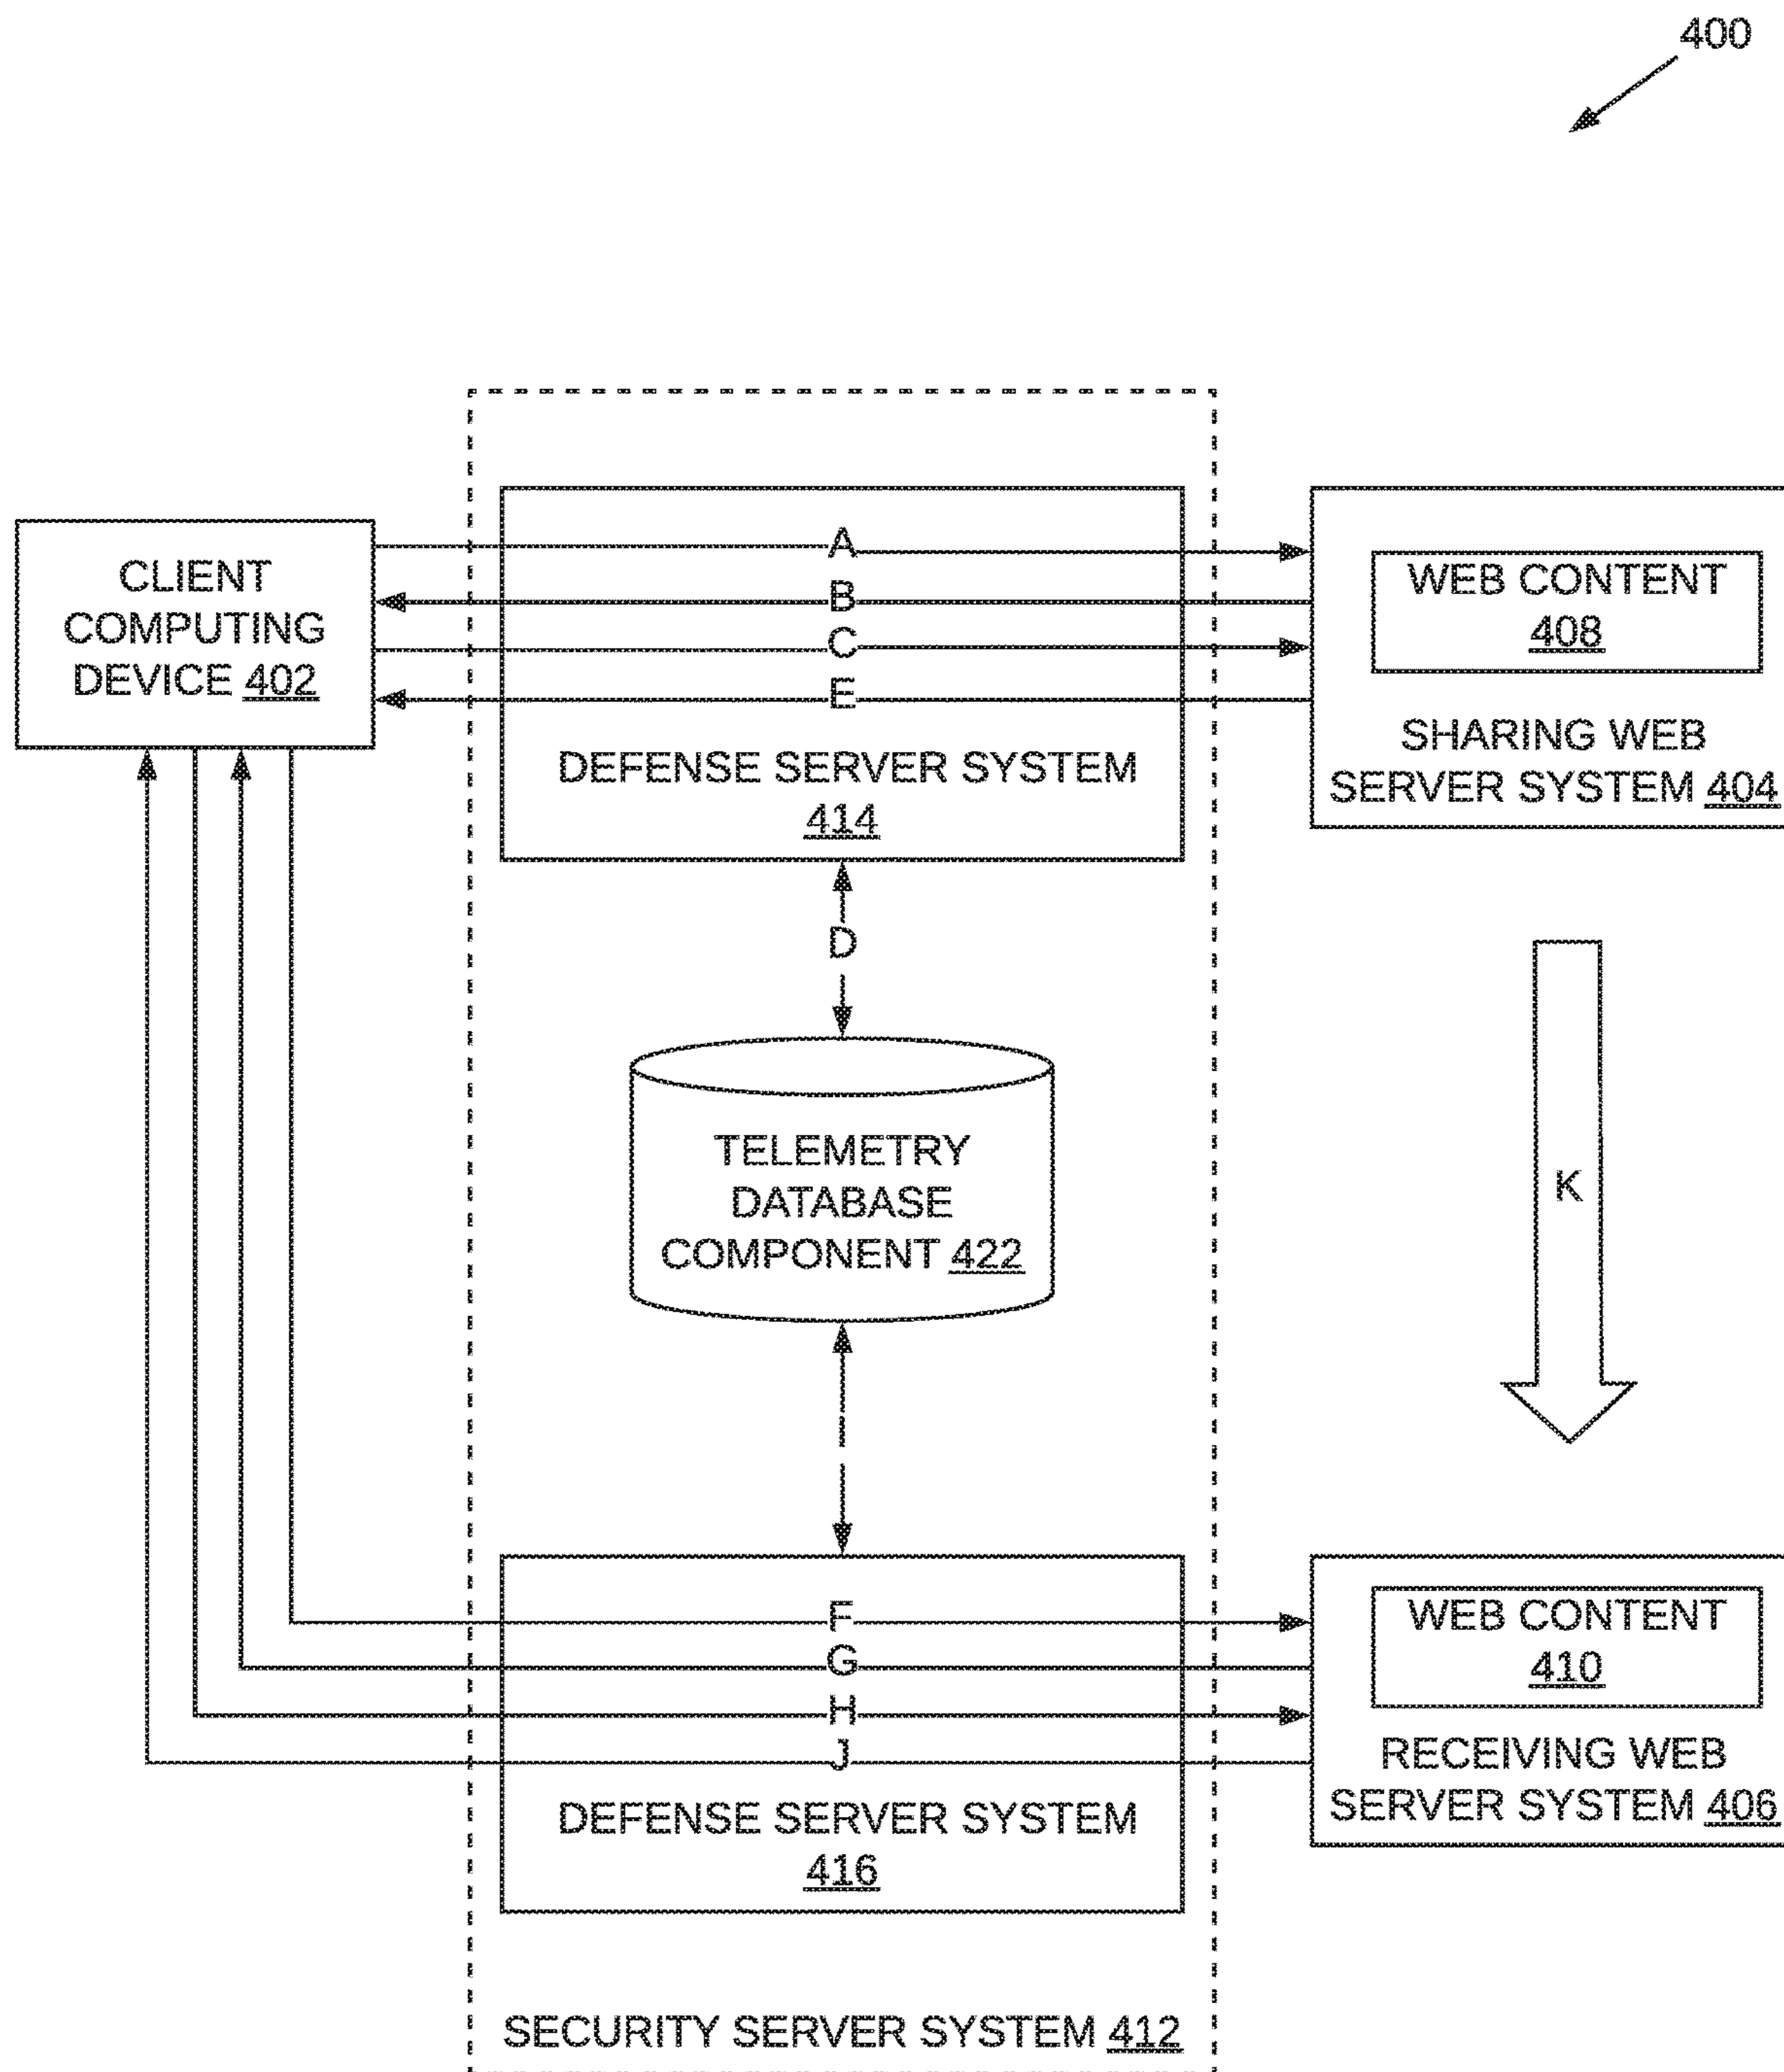 400
CLIENT
COMPUTING
DEVICE 402
A
B
C
E
DEFENSE SERVER SYSTEM
414
WEB CONTENT
408
SHARING WEB
SERVER SYSTEM 404
D
TELEMETRY
DATABASE
COMPONENT 422
K
I
F
G
H
J
DEFENSE SERVER SYSTEM
416
WEB CONTENT
410
RECEIVING WEB
SERVER SYSTEM 406
SECURITY SERVER SYSTEM 412